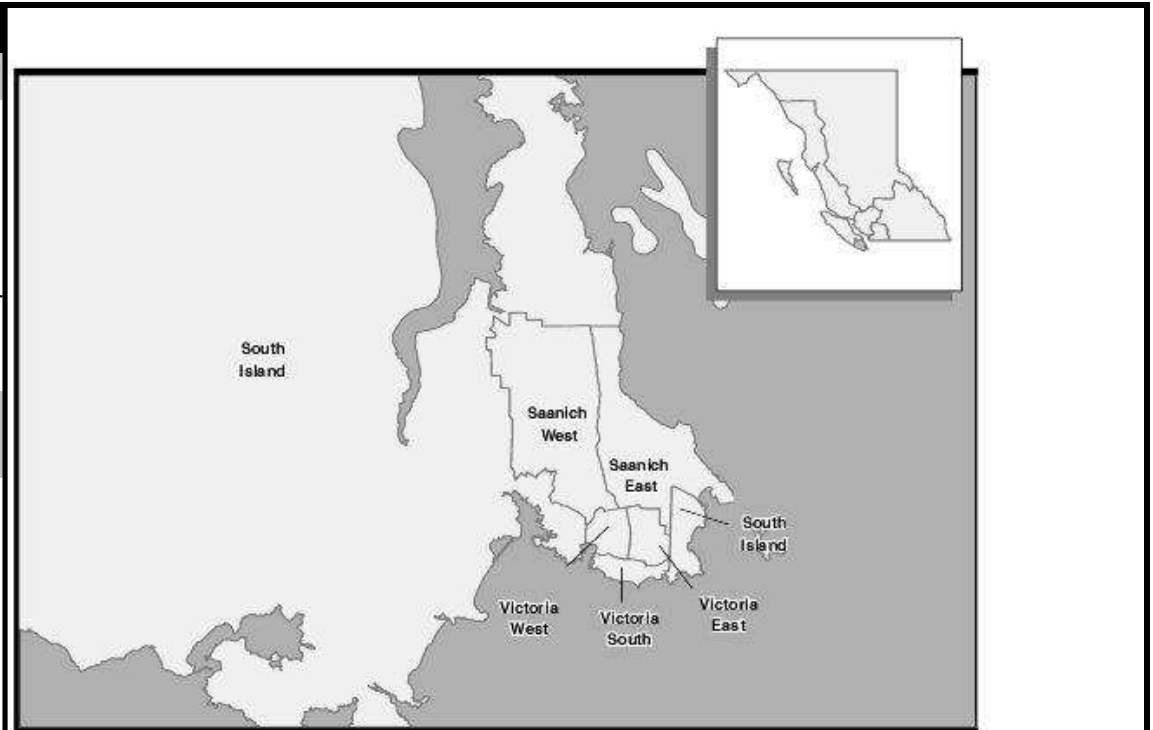 South
Island
Saanich
West
Saanich
East
South
Island
Victoria
West
Victoria
South
Victoria
East